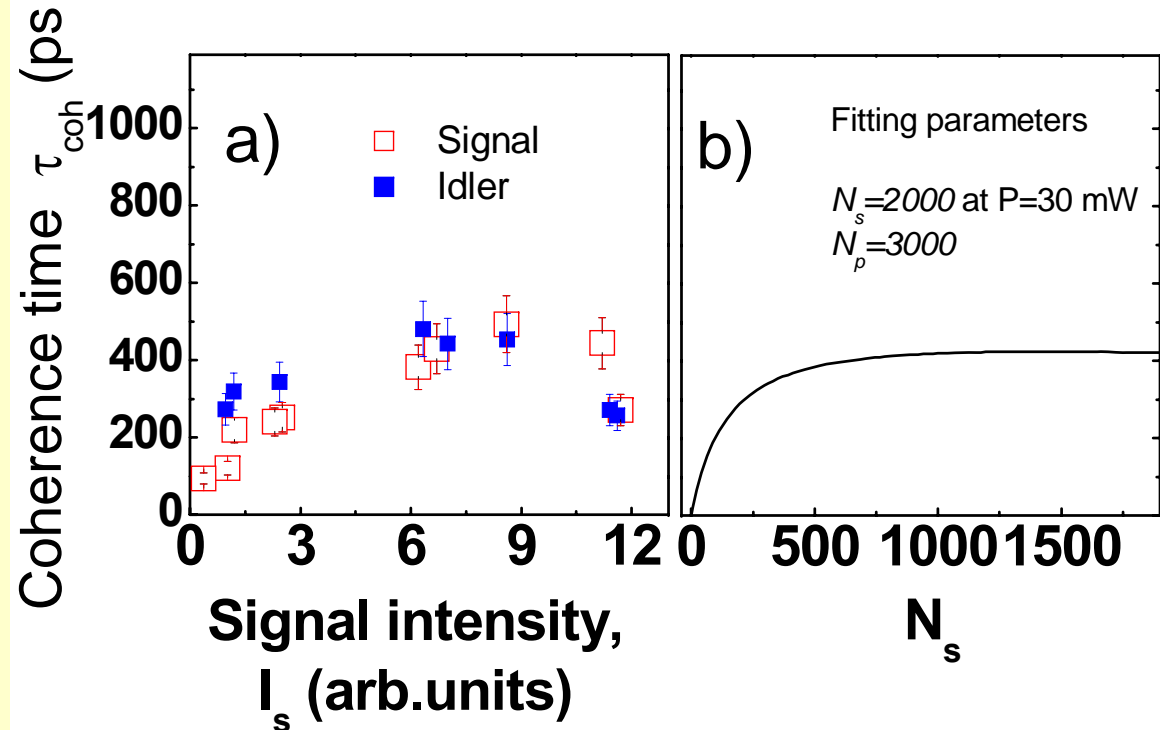 Coherence time τcoh (ps
1000
800
600
400
200
0
a)
Signal
Idler
0 3 6 9 12
Signal intensity,
Is (arb.units)
b)
Fitting parameters
Ns=2000 at P=30 mW
Np=3000
0 500 1000 1500
Ns